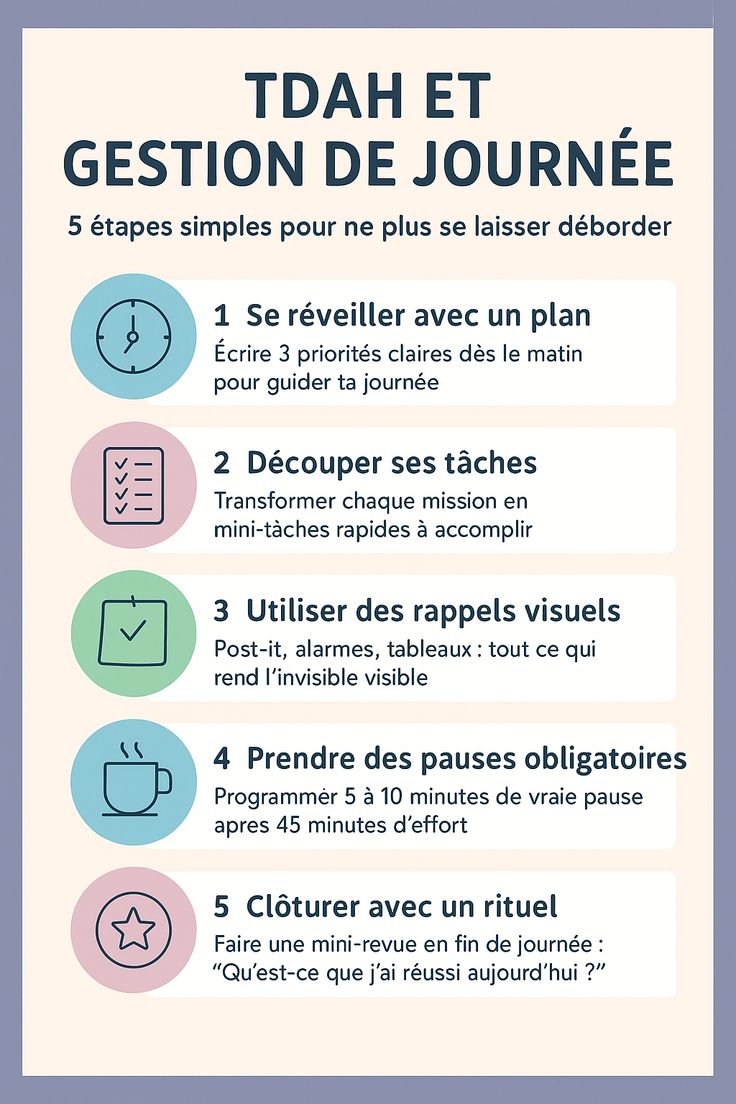 TDAH ET
GESTION DE JOURNÉE
5 étapes simples pour ne plus se laisser déborder
1 Se réveiller avec un plan
Écrire 3 priorités claires dès le matin
pour guider ta journée
2 Découper ses tâches
Transformer chaque mission en
mini-tàches rapides à accomplir
3 Utiliser des rappels visuels
Post-it, alarmes, tableaux : tout ce qui
rend l'invisible visible
4 Prendre des pauses obligatoires
Programmér 5 à 10 minutes de vraie pause
apres 45 minutes d'effort
5 Clôturer avec un rituel
Faire une mini-revue en fin de journée :
"Qu'est-ce que j'ai réussi aujourd'hui ?"